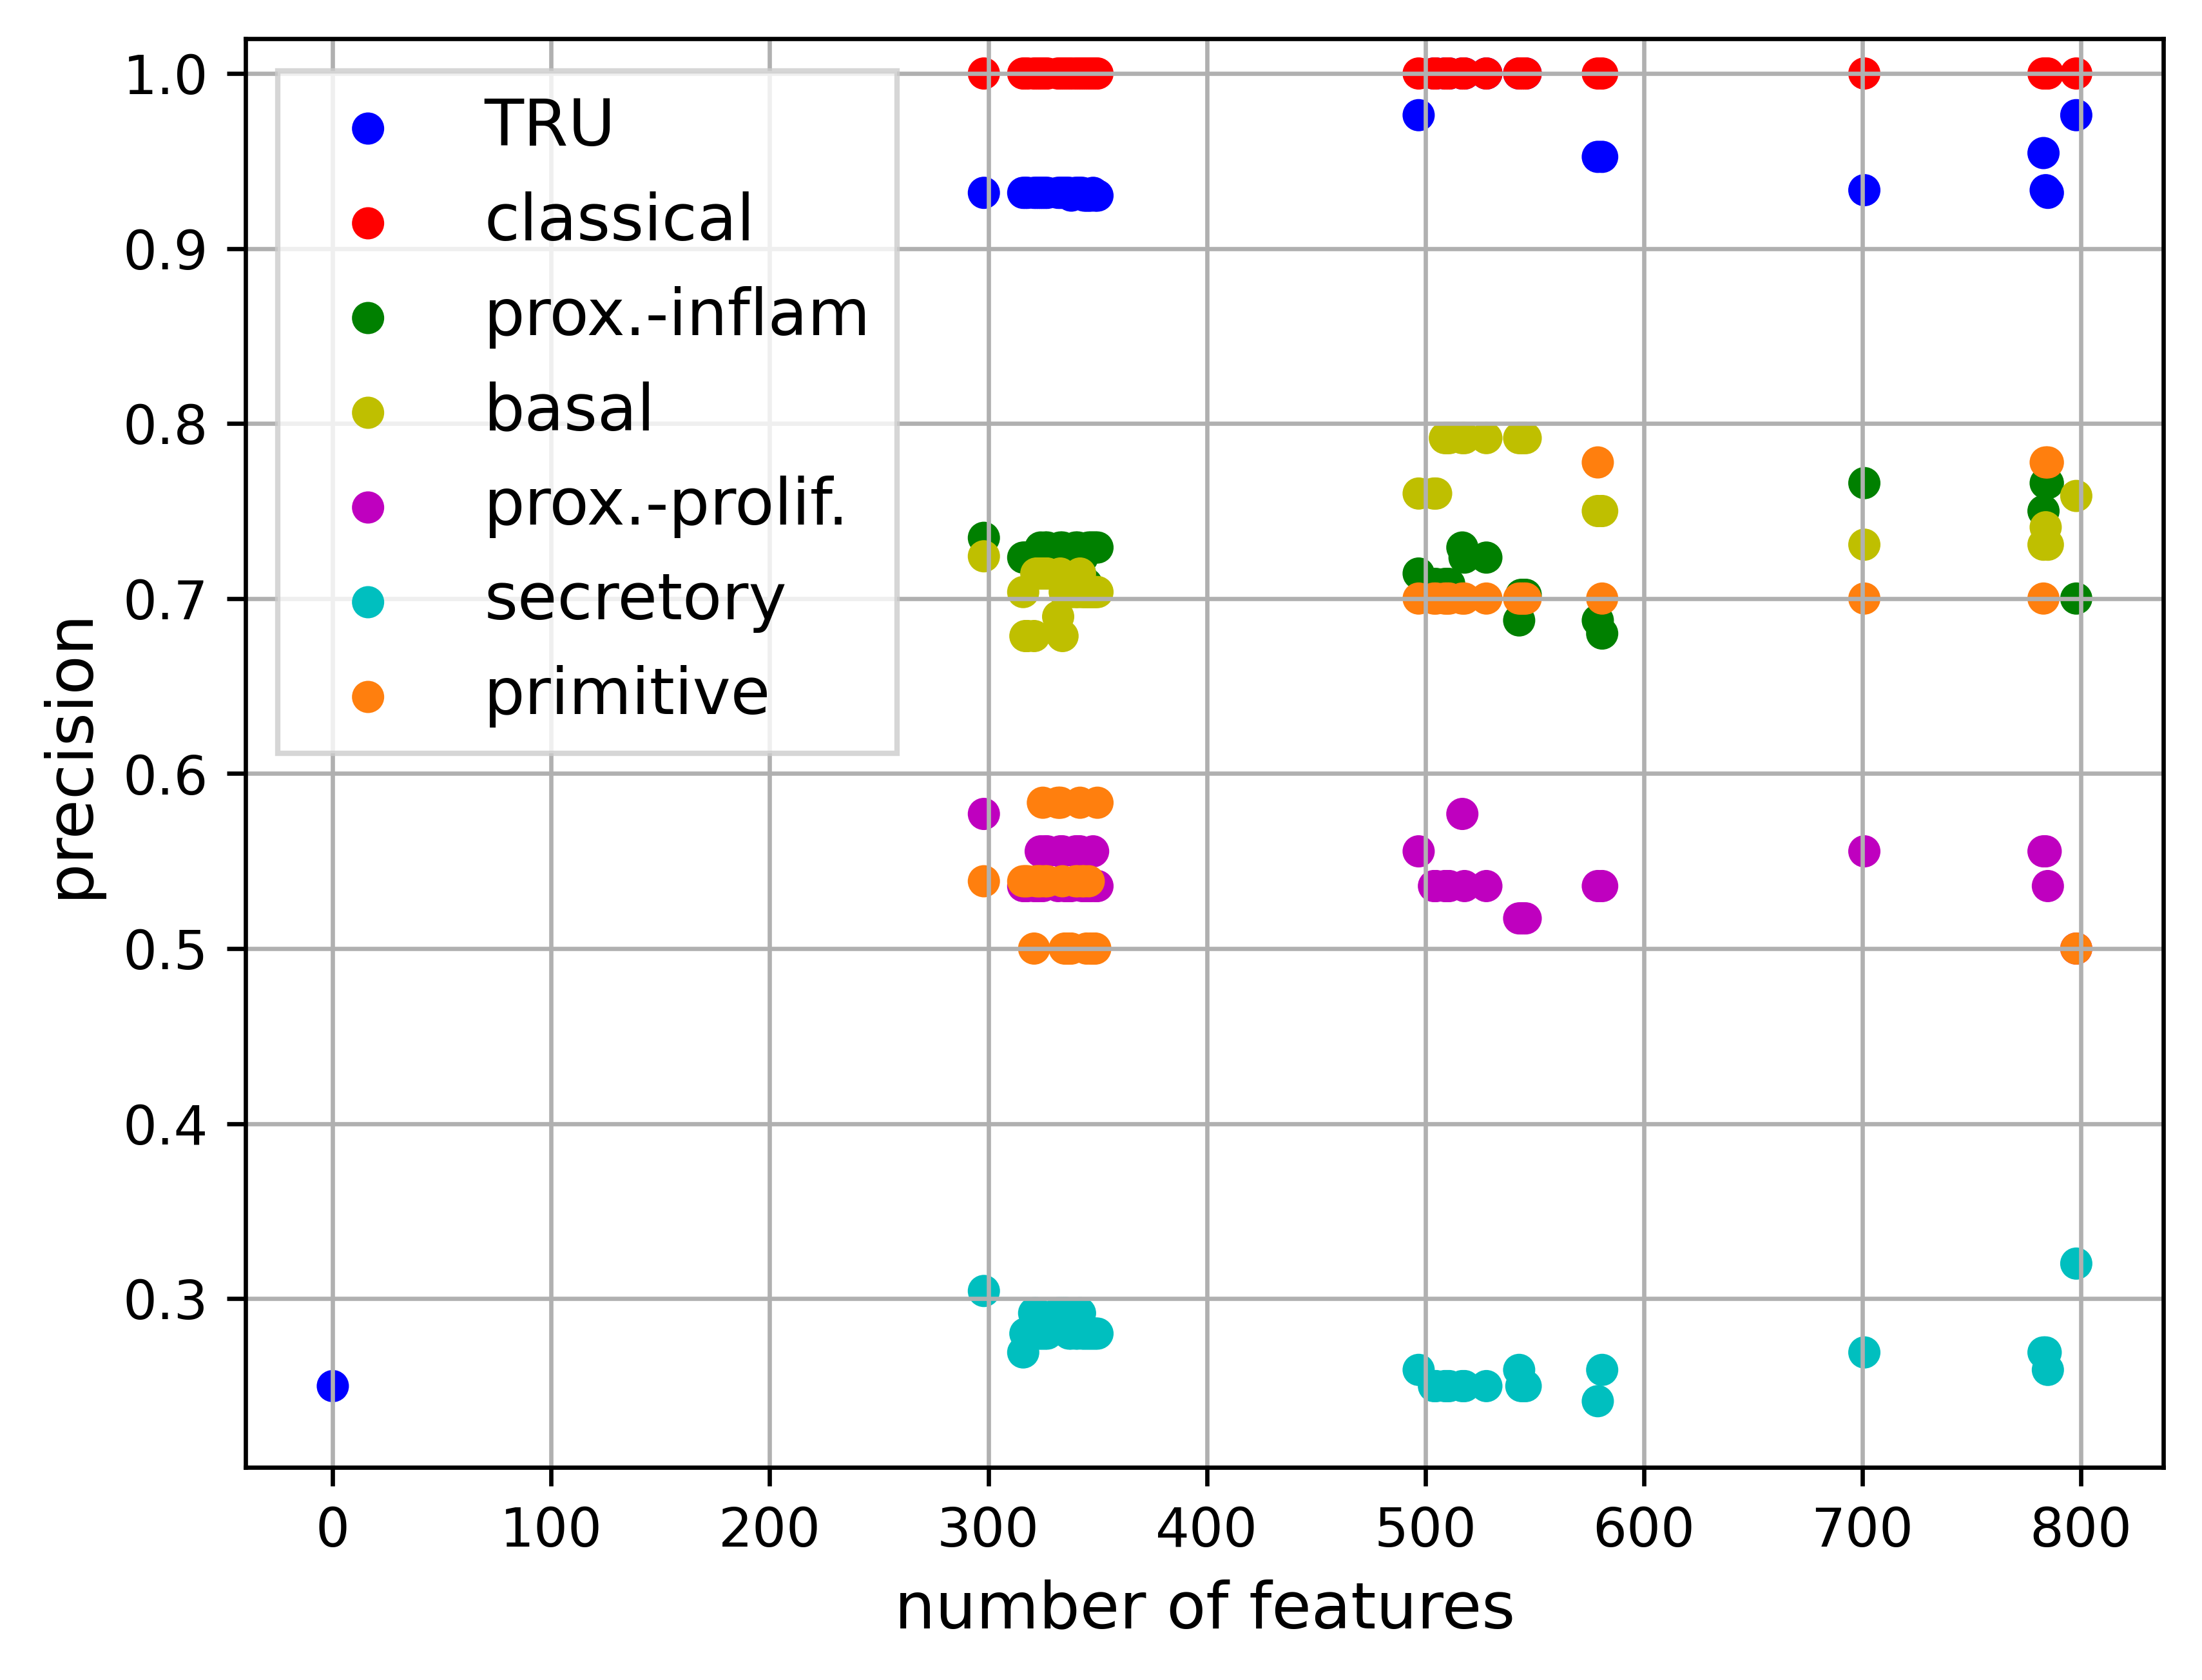 TRU
classical
prox.-inflam
basal
prox.-prolif.
secretory
primitive
precision
1.0
0.9
0.8
0.7
0.6
0.5
0.4
0.3
0 100 200 300 400 500 600 700 800
number of features